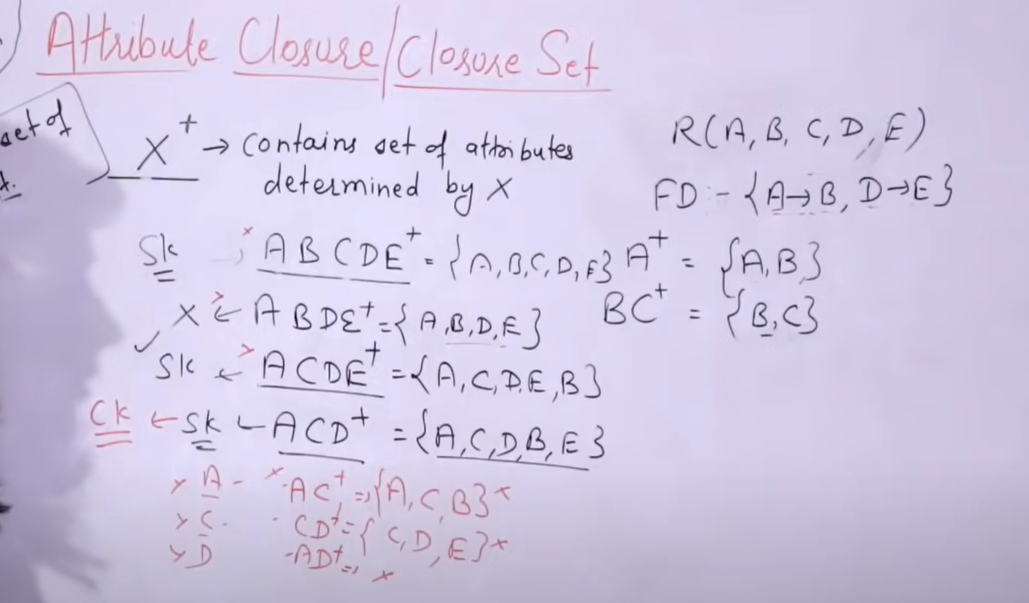 Attribute Closure/Closure Set
set of
X⁺ → Contains set of attributes
determined by X
R(A, B, C, D, E)
FD :- {A→B, D→E}
SK ABCDE⁺ = {A,B,C,D,E} A⁺ = {A,B}
X ← ABDE⁺ = {A,B,D,E} BC⁺ = {B,C}
✓ SK ← ACDE⁺ = {A,C,D,E,B}
CK ← SK ← ACD⁺ = {A,C,D,B,E}
A - × AC⁺ => {A,C,B} ×
C. - CD⁺ = {C,D,E} ×
D - AD⁺ => ×